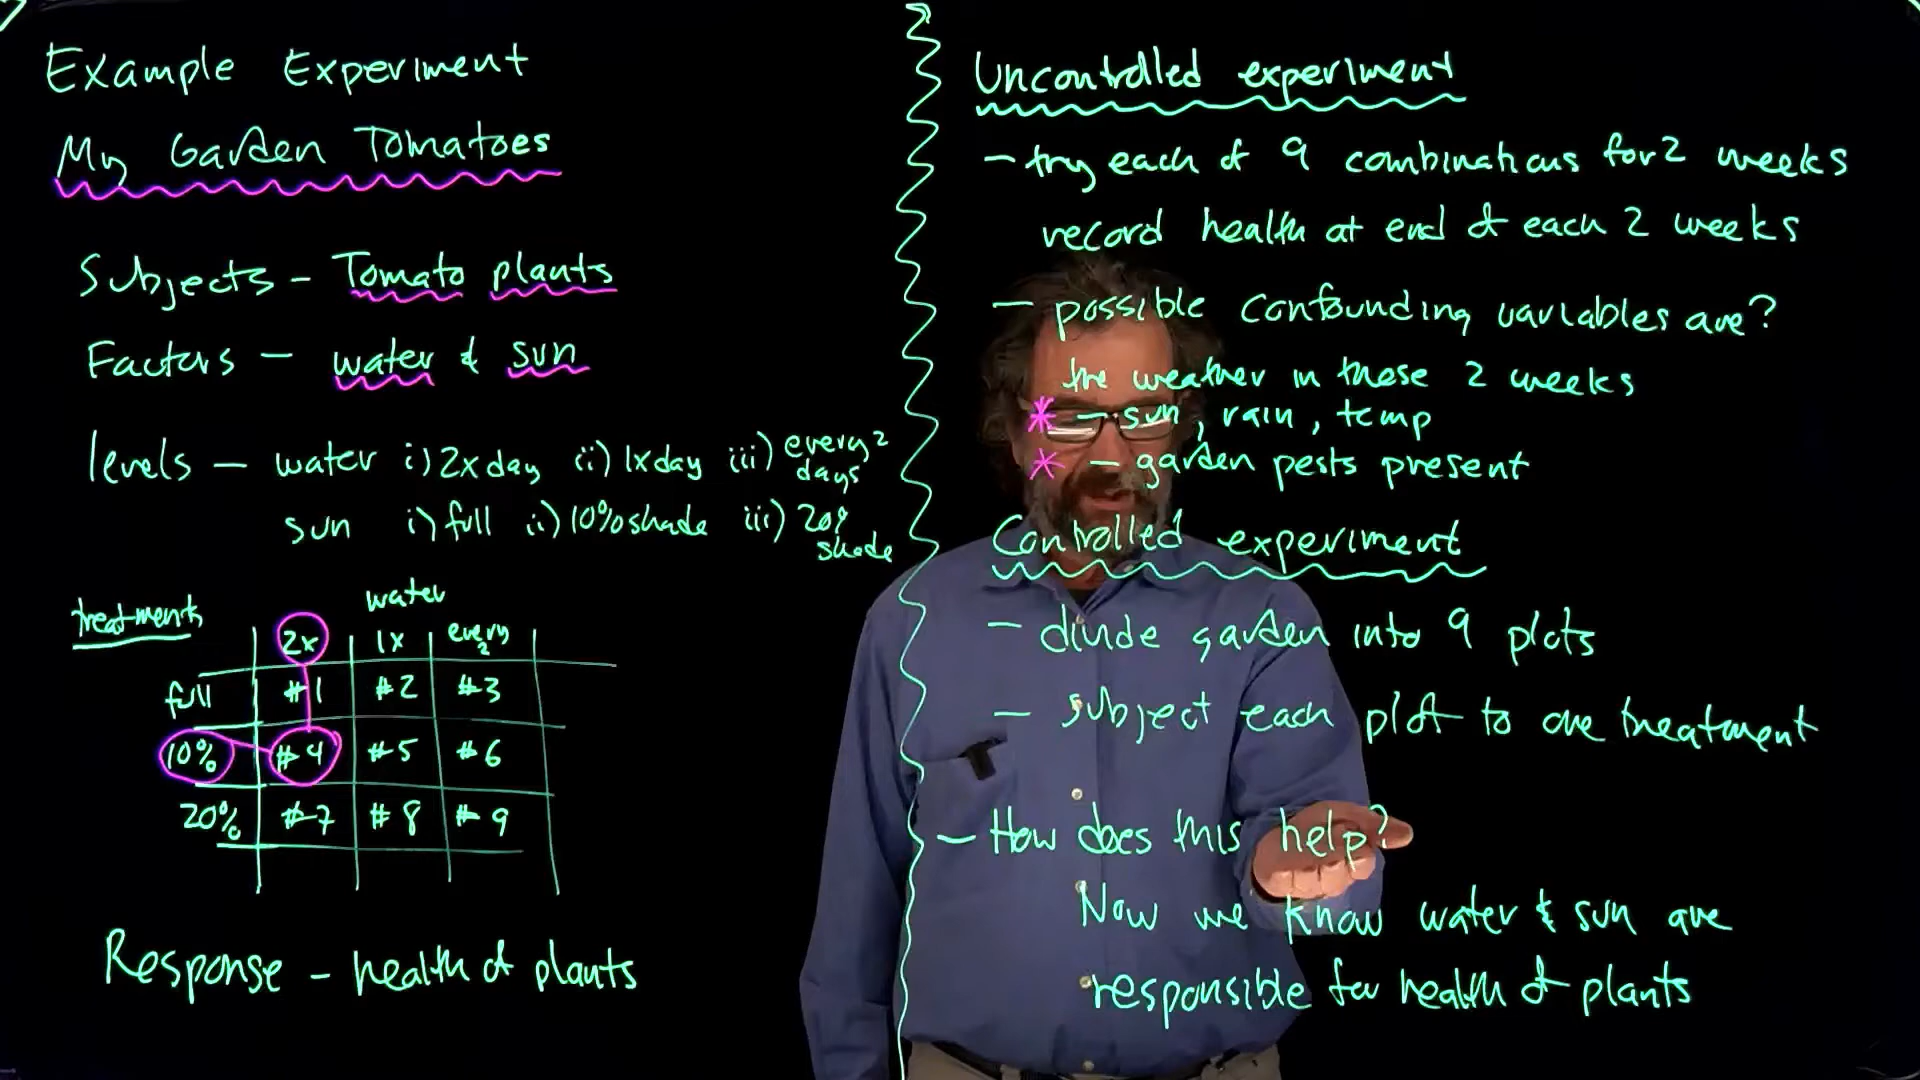 Example Experiment
My Garden Tomatoes
Subjects - Tomato plants
Factors - water & sun
levels - water i) 2x day ii) 1x day iii) every 2 days
sun i) full ii) 10% shade iii) 20% shade
treatments
water
2x 1x every 2
full #1 #2 #3
10% #4 #5 #6
20% #7 #8 #9
Response - health of plants
Uncontrolled experiment
- try each of 9 combinations for 2 weeks
record health at end of each 2 weeks
- possible confounding variables are?
the weather in these 2 weeks
* - sun, rain, temp
* - garden pests present
Controlled experiment
- divide garden into 9 plots
- subject each plot to one treatment
- How does this help?
Now we know water & sun are
responsible for health of plants